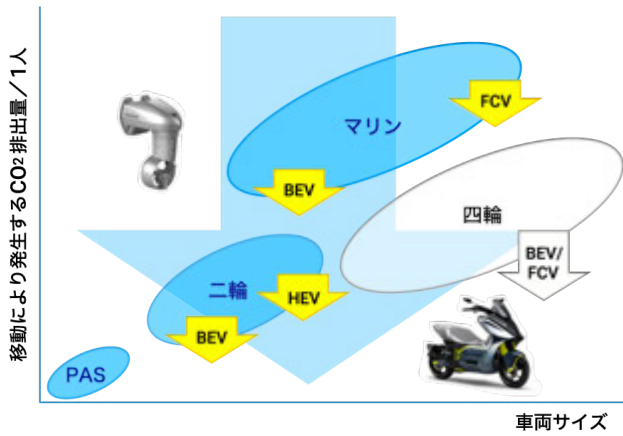 移動により発生するCO2排出量／1人
マリン
FCV
BEV
四輪
BEV/
FCV
二輪
HEV
BEV
PAS
車両サイズ